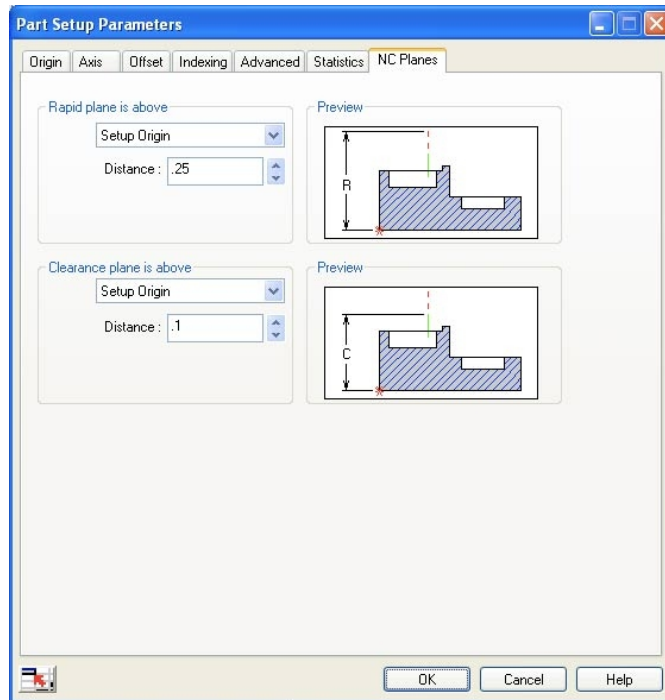 Part Setup Parameters
Origin Axis Offset Indexing Advanced Statistics NC Planes
Rapid plane is above
Setup Origin
Distance : .25
Preview
R
Clearance plane is above
Setup Origin
Distance : .1
Preview
C
OK Cancel Help